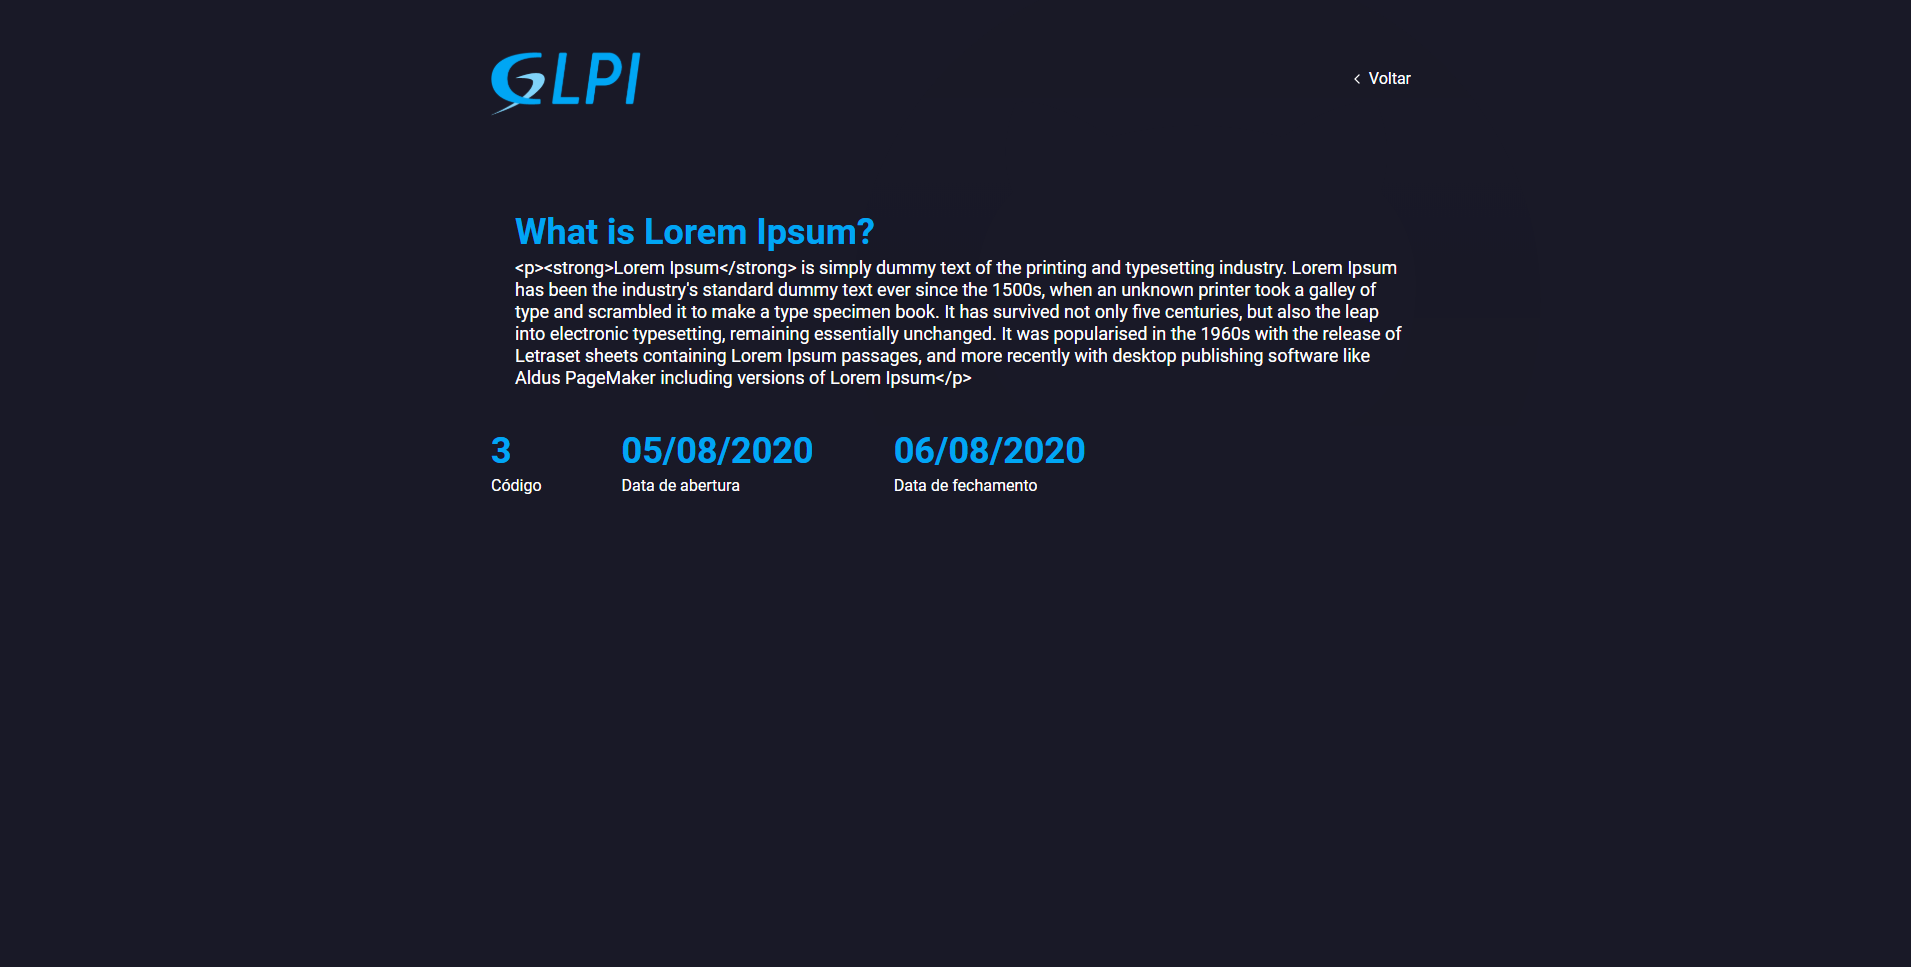 GLPI
Voltar
What is Lorem Ipsum?
<p><strong>Lorem Ipsum</strong> is simply dummy text of the printing and typesetting industry. Lorem Ipsum
has been the industry's standard dummy text ever since the 1500s, when an unknown printer took a galley of
type and scrambled it to make a type specimen book. It has survived not only five centuries, but also the leap
into electronic typesetting, remaining essentially unchanged. It was popularised in the 1960s with the release of
Letraset sheets containing Lorem Ipsum passages, and more recently with desktop publishing software like
Aldus PageMaker including versions of Lorem Ipsum</p>
3 05/08/2020 06/08/2020
Código Data de abertura Data de fechamento